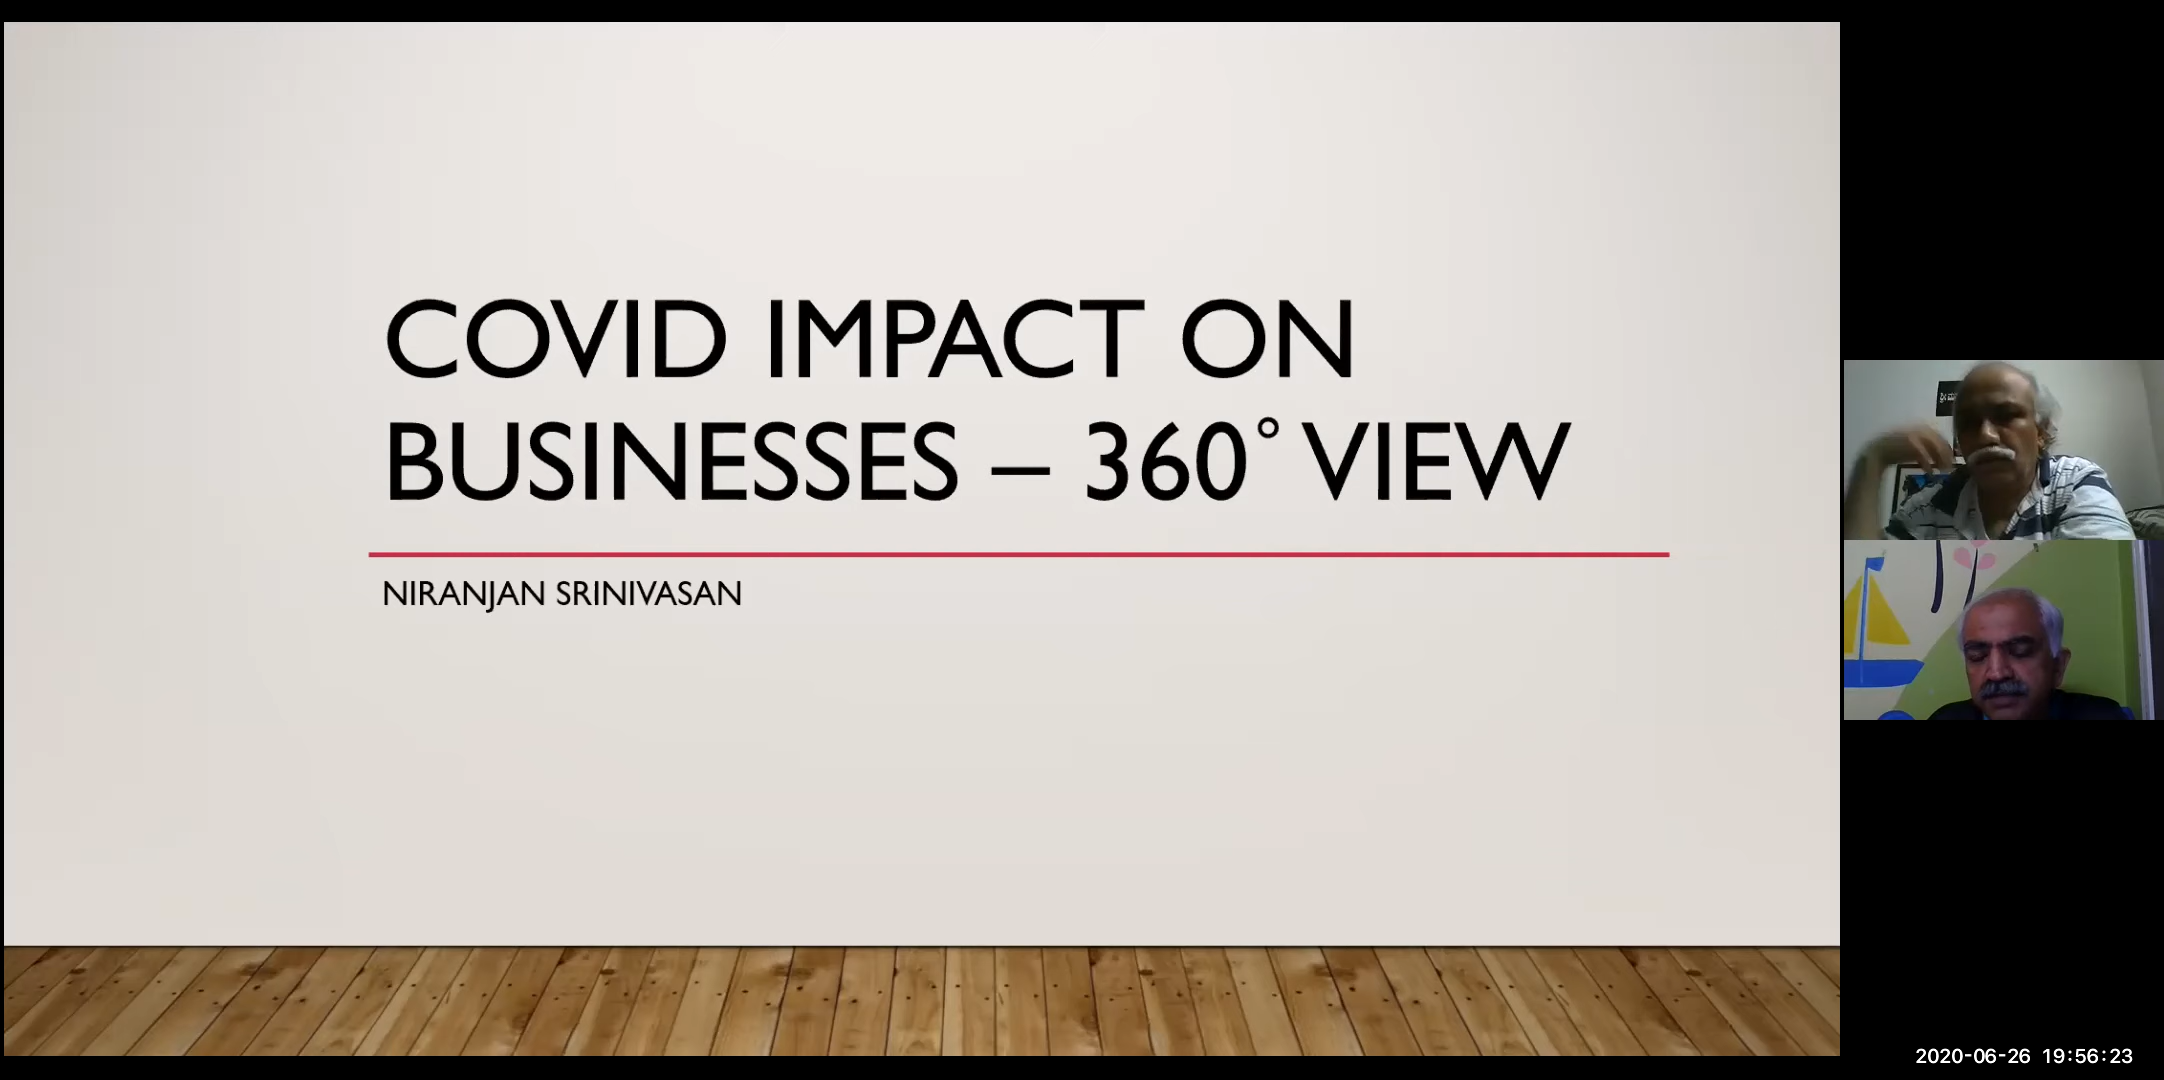 COVID IMPACT ON
BUSINESSES – 360° VIEW
NIRANJAN SRINIVASAN
2020-06-26 19:56:23